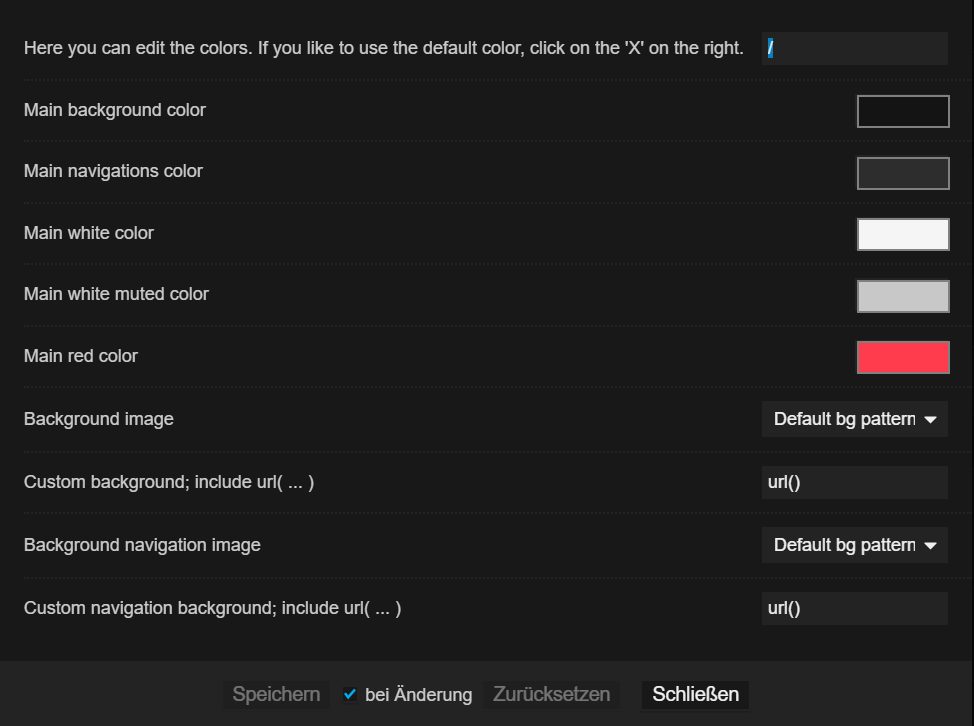 Here you can edit the colors. If you like to use the default color, click on the 'X' on the right. /
Main background color
Main navigations color
Main white color
Main white muted color
Main red color
Background image Default bg pattern
Custom background; include url( ... ) url()
Background navigation image Default bg pattern
Custom navigation background; include url( ... ) url()
Speichern bei Änderung Zurücksetzen Schließen